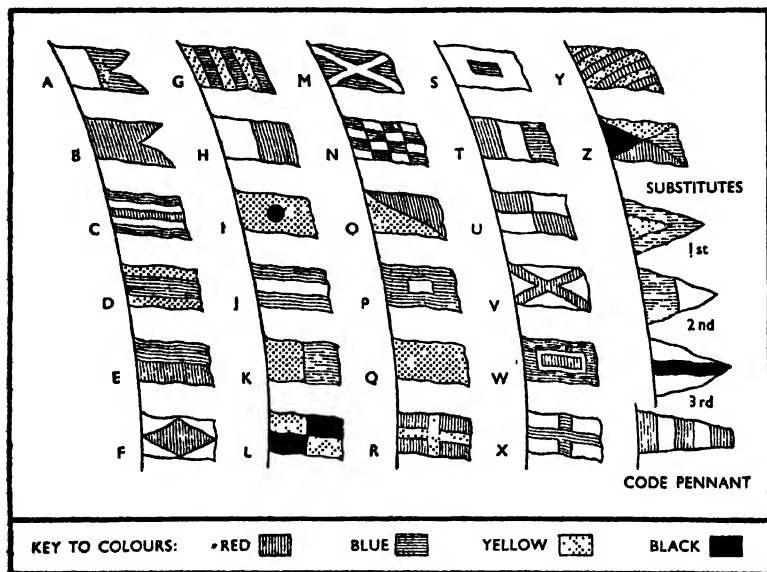 A
B
C
D
E
F
G
H
I
J
K
L
M
N
O
P
Q
R
S
T
U
V
W
X
Y
Z
SUBSTITUTES
1st
2nd
3rd
CODE PENNANT
KEY TO COLOURS: RED BLUE YELLOW BLACK